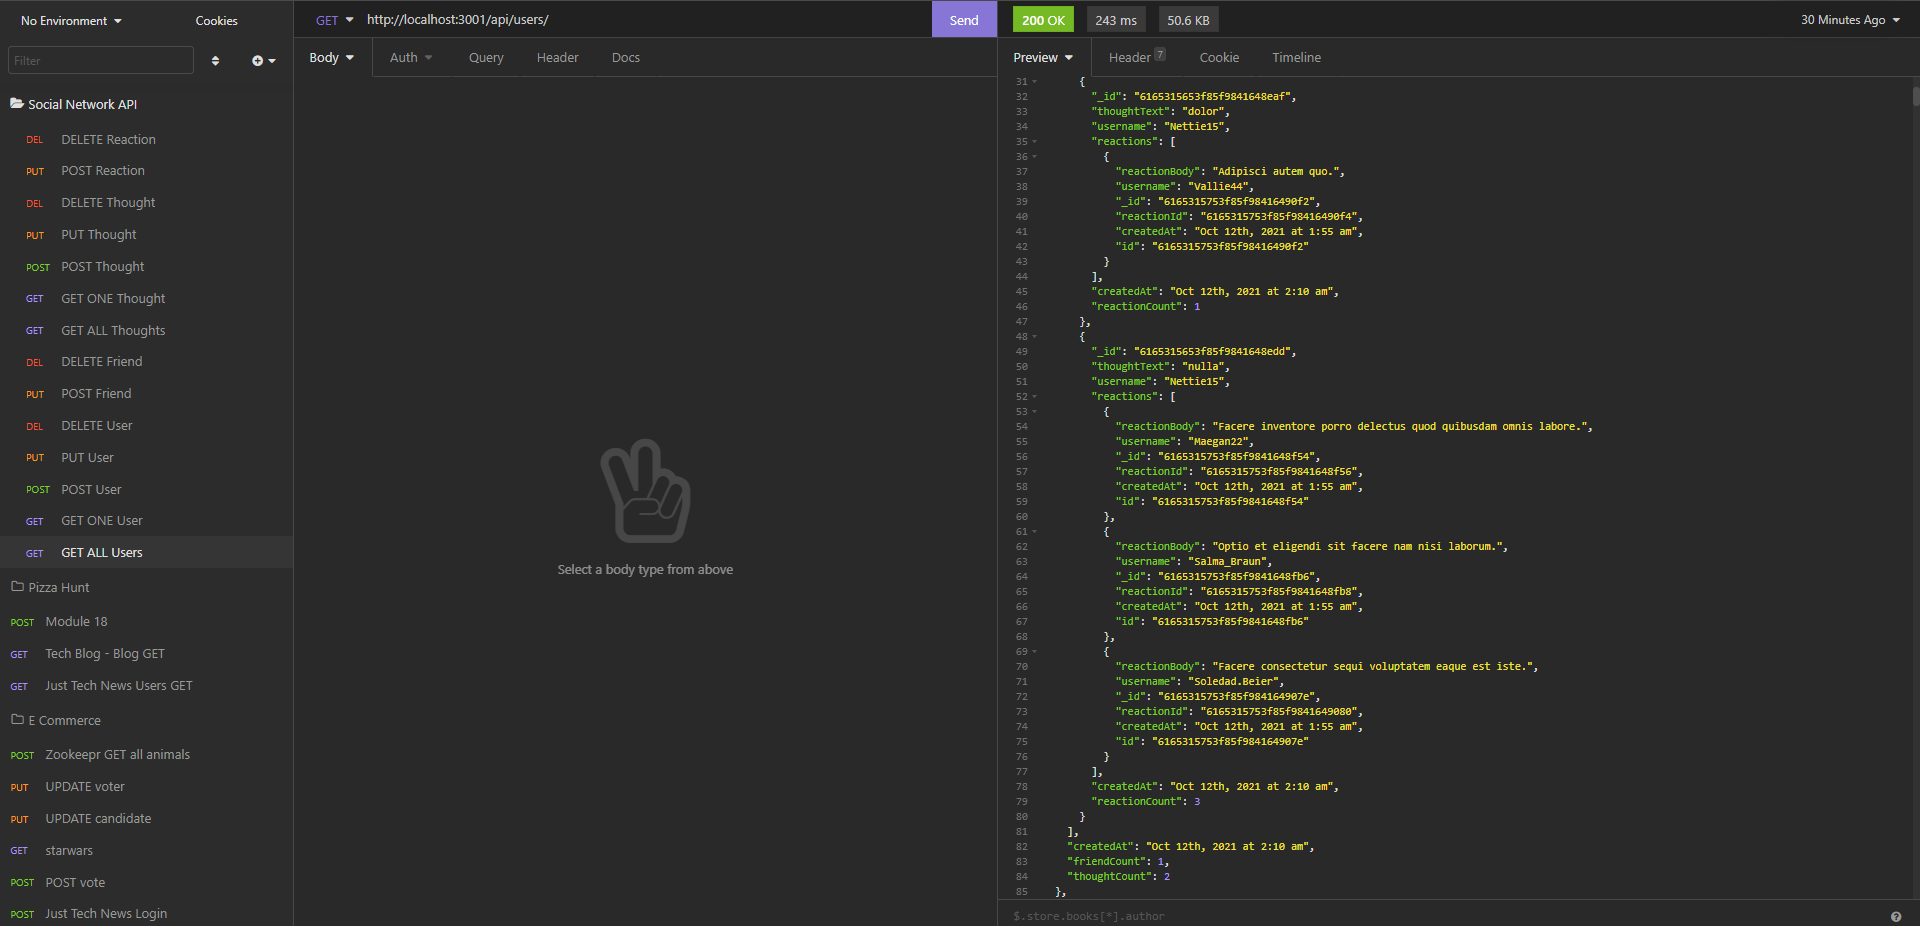 No Environment
Cookies
Filter
Social Network API
DEL DELETE Reaction
PUT POST Reaction
DEL DELETE Thought
PUT PUT Thought
POST POST Thought
GET GET ONE Thought
GET GET ALL Thoughts
DEL DELETE Friend
PUT POST Friend
DEL DELETE User
PUT PUT User
POST POST User
GET GET ONE User
GET GET ALL Users
Pizza Hunt
POST Module 18
GET Tech Blog - Blog GET
GET Just Tech News Users GET
E Commerce
POST Zookeepr GET all animals
PUT UPDATE voter
PUT UPDATE candidate
GET starwars
POST POST vote
POST Just Tech News Login
GET http://localhost:3001/api/users/ Send
Body Auth Query Header Docs
Select a body type from above
200 OK 243 ms 50.6 KB 30 Minutes Ago
Preview Header 7 Cookie Timeline
31 {
32 "_id": "6165315653f85f9841648eaf",
33 "thoughtText": "dolor",
34 "username": "Nettie15",
35 "reactions": [
36 {
37 "reactionBody": "Adipisci autem quo.",
38 "username": "Vallie44",
39 "_id": "6165315753f85f98416490f2",
40 "reactionId": "6165315753f85f98416490f4",
41 "createdAt": "Oct 12th, 2021 at 1:55 am",
42 "id": "6165315753f85f98416490f2"
43 }
44 ],
45 "createdAt": "Oct 12th, 2021 at 2:10 am",
46 "reactionCount": 1
47 },
48 {
49 "_id": "6165315653f85f9841648edd",
50 "thoughtText": "nulla",
51 "username": "Nettie15",
52 "reactions": [
53 {
54 "reactionBody": "Facere inventore porro delectus quod quibusdam omnis labore.",
55 "username": "Maegan22",
56 "_id": "6165315753f85f9841648f54",
57 "reactionId": "6165315753f85f9841648f56",
58 "createdAt": "Oct 12th, 2021 at 1:55 am",
59 "id": "6165315753f85f9841648f54"
60 },
61 {
62 "reactionBody": "Optio et eligendi sit facere nam nisi laborum.",
63 "username": "Salma_Braun",
64 "_id": "6165315753f85f9841648fb6",
65 "reactionId": "6165315753f85f9841648fb8",
66 "createdAt": "Oct 12th, 2021 at 1:55 am",
67 "id": "6165315753f85f9841648fb6"
68 },
69 {
70 "reactionBody": "Facere consectetur sequi voluptatem eaque est iste.",
71 "username": "Soledad.Beier",
72 "_id": "6165315753f85f984164907e",
73 "reactionId": "6165315753f85f9841649080",
74 "createdAt": "Oct 12th, 2021 at 1:55 am",
75 "id": "6165315753f85f984164907e"
76 }
77 ],
78 "createdAt": "Oct 12th, 2021 at 2:10 am",
79 "reactionCount": 3
80 }
81 ],
82 "createdAt": "Oct 12th, 2021 at 2:10 am",
83 "friendCount": 1,
84 "thoughtCount": 2
85 },
$.store.books[*].author